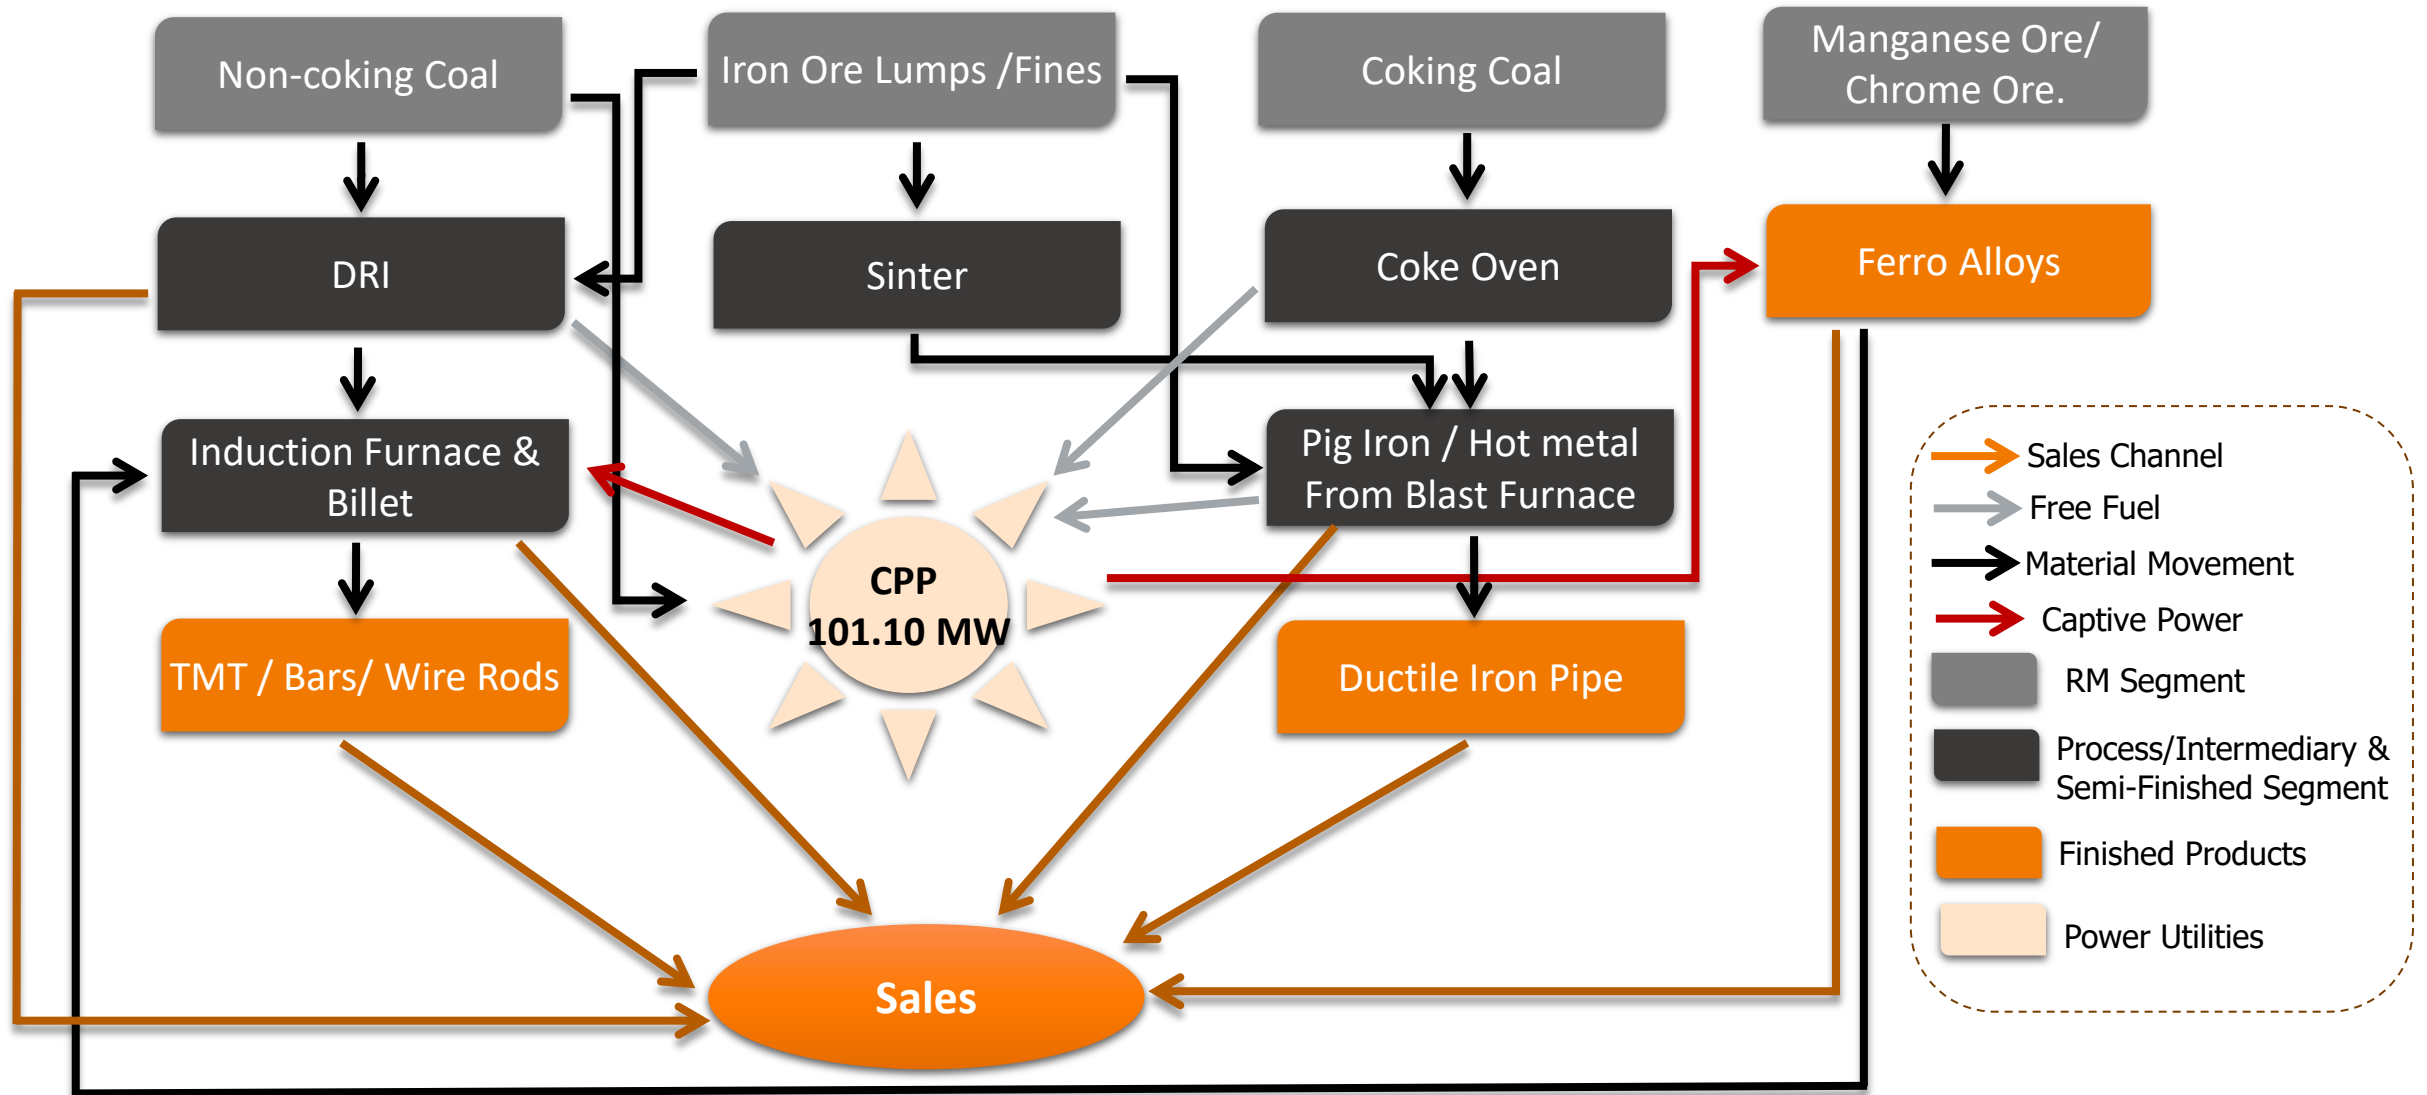 Non-coking Coal
Iron Ore Lumps /Fines
Coking Coal
Manganese Ore/
Chrome Ore.
DRI
Sinter
Coke Oven
Ferro Alloys
Induction Furnace &
Billet
Pig Iron / Hot metal
From Blast Furnace
CPP
101.10 MW
TMT / Bars/ Wire Rods
Ductile Iron Pipe
Sales
Sales Channel
Free Fuel
Material Movement
Captive Power
RM Segment
Process/Intermediary &
Semi-Finished Segment
Finished Products
Power Utilities